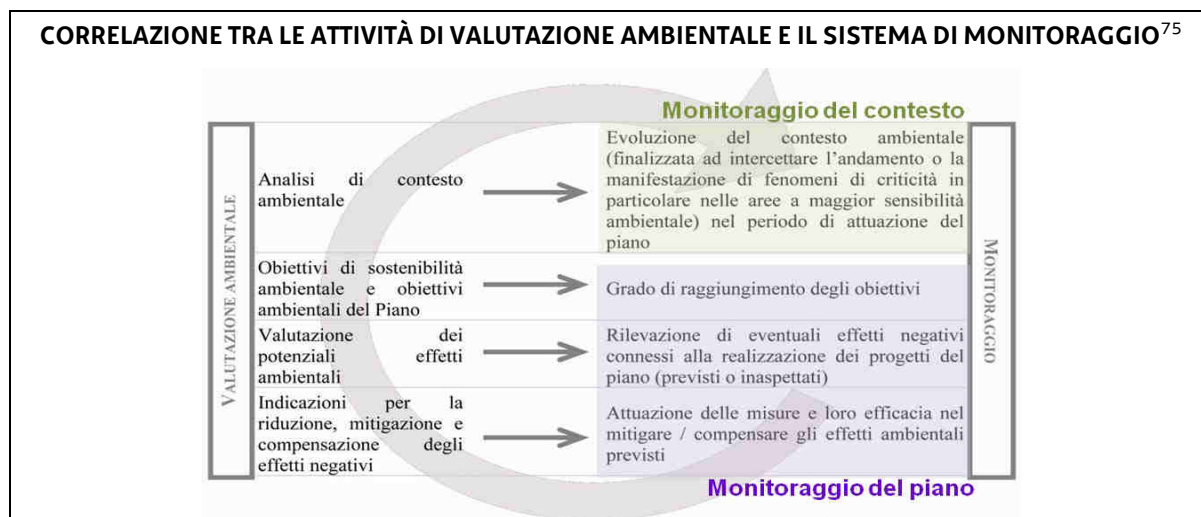 CORRELAZIONE TRA LE ATTIVITÀ DI VALUTAZIONE AMBIENTALE E IL SISTEMA DI MONITORAGGIO75
Monitoraggio del contesto
VALUTAZIONE AMBIENTALE
Analisi di contesto
ambientale
Evoluzione del contesto ambientale
(finalizzata ad intercettare l'andamento o la
manifestazione di fenomeni di criticità in
particolare nelle aree a maggior sensibilità
ambientale) nel periodo di attuazione del
piano
Obiettivi di sostenibilità
ambientale e obiettivi
ambientali del Piano
Grado di raggiungimento degli obiettivi
Valutazione dei
potenziali effetti
ambientali
Rilevazione di eventuali effetti negativi
connessi alla realizzazione dei progetti del
piano (previsti o inaspettati)
Indicazioni per la
riduzione, mitigazione e
compensazione degli
effetti negativi
Attuazione delle misure e loro efficacia nel
mitigare / compensare gli effetti ambientali
previsti
MONITORAGGIO
Monitoraggio del piano